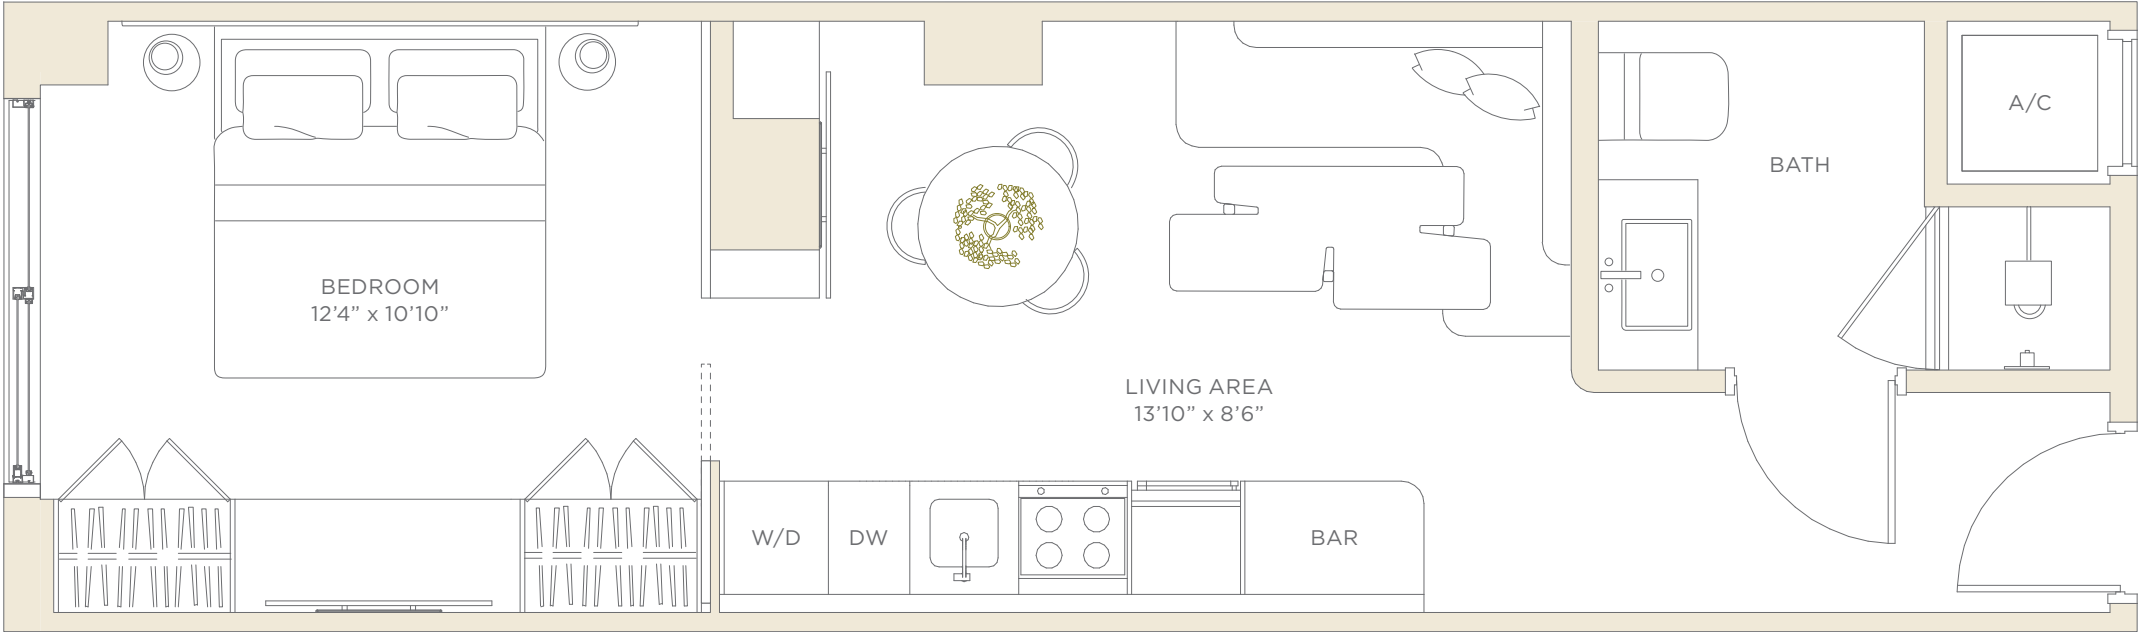 A/C
BATH
BEDROOM
12’4” x 10’10”
LIVING AREA
13’10” x 8’6”
W/D
DW
BAR